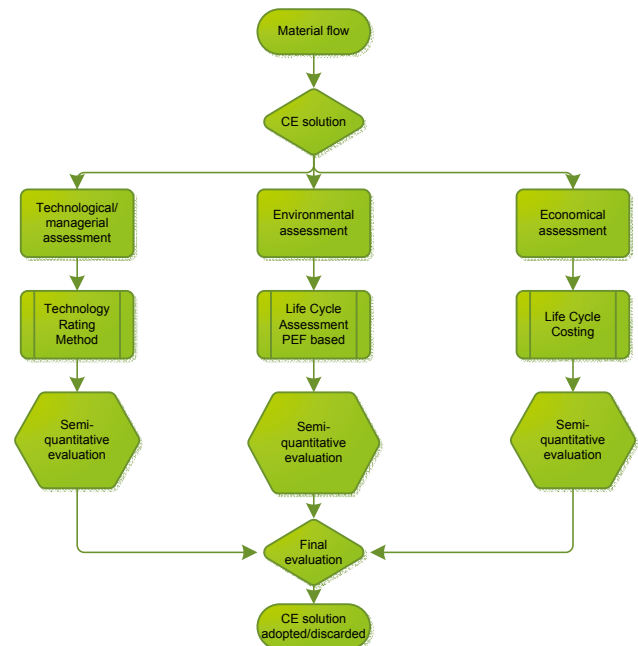 Material flow
CE solution
Technological/
managerial
assessment
Environmental
assessment
Economical
assessment
Technology
Rating
Method
Life Cycle
Assessment
PEF based
Life Cycle
Costing
Semi-
quantitative
evaluation
Semi-
quantitative
evaluation
Semi-
quantitative
evaluation
Final
evaluation
CE solution
adopted/discarded